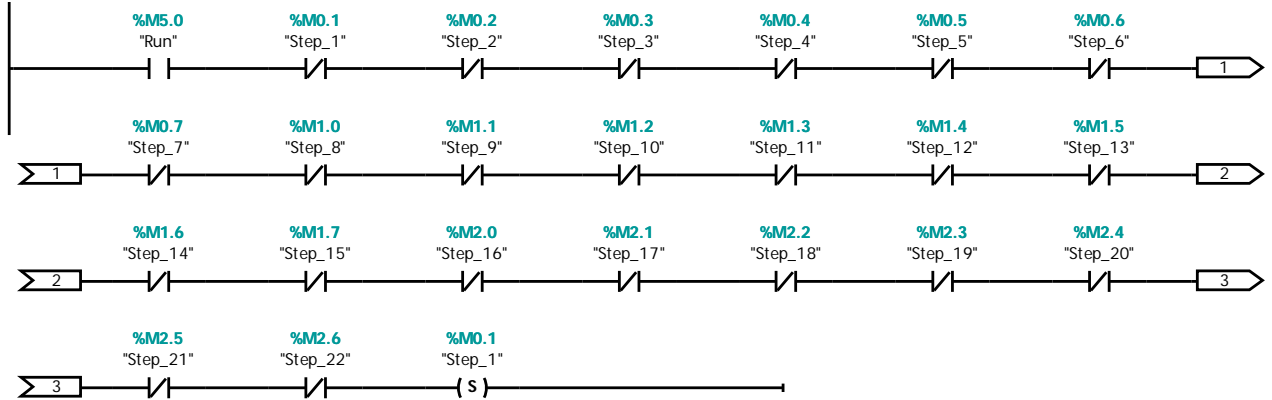 %M5.0 %M0.1 %M0.2 %M0.3 %M0.4 %M0.5 %M0.6
"Run" "Step_1" "Step_2" "Step_3" "Step_4" "Step_5" "Step_6"
1
%M0.7 %M1.0 %M1.1 %M1.2 %M1.3 %M1.4 %M1.5
"Step_7" "Step_8" "Step_9" "Step_10" "Step_11" "Step_12" "Step_13"
1 2
%M1.6 %M1.7 %M2.0 %M2.1 %M2.2 %M2.3 %M2.4
"Step_14" "Step_15" "Step_16" "Step_17" "Step_18" "Step_19" "Step_20"
2 3
%M2.5 %M2.6 %M0.1
"Step_21" "Step_22" "Step_1"
3 S